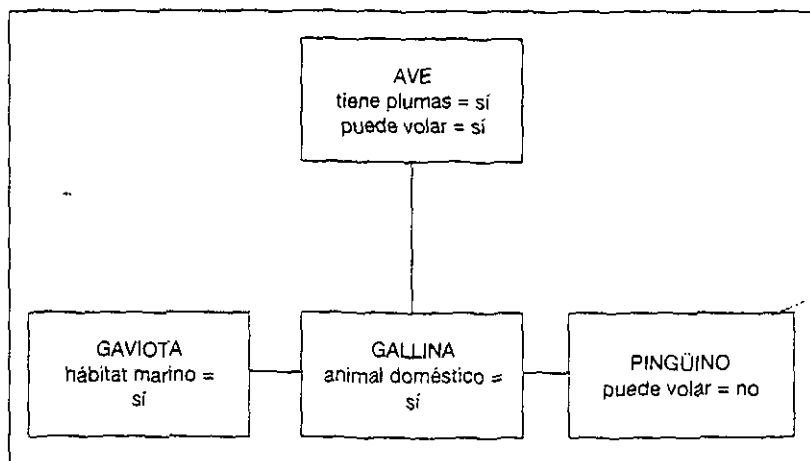 AVE
tiene plumas = sí
puede volar = sí
GAVIOTA
hábitat marino =
sí
GALLINA
animal doméstico =
sí
PINGÜINO
puede volar = no